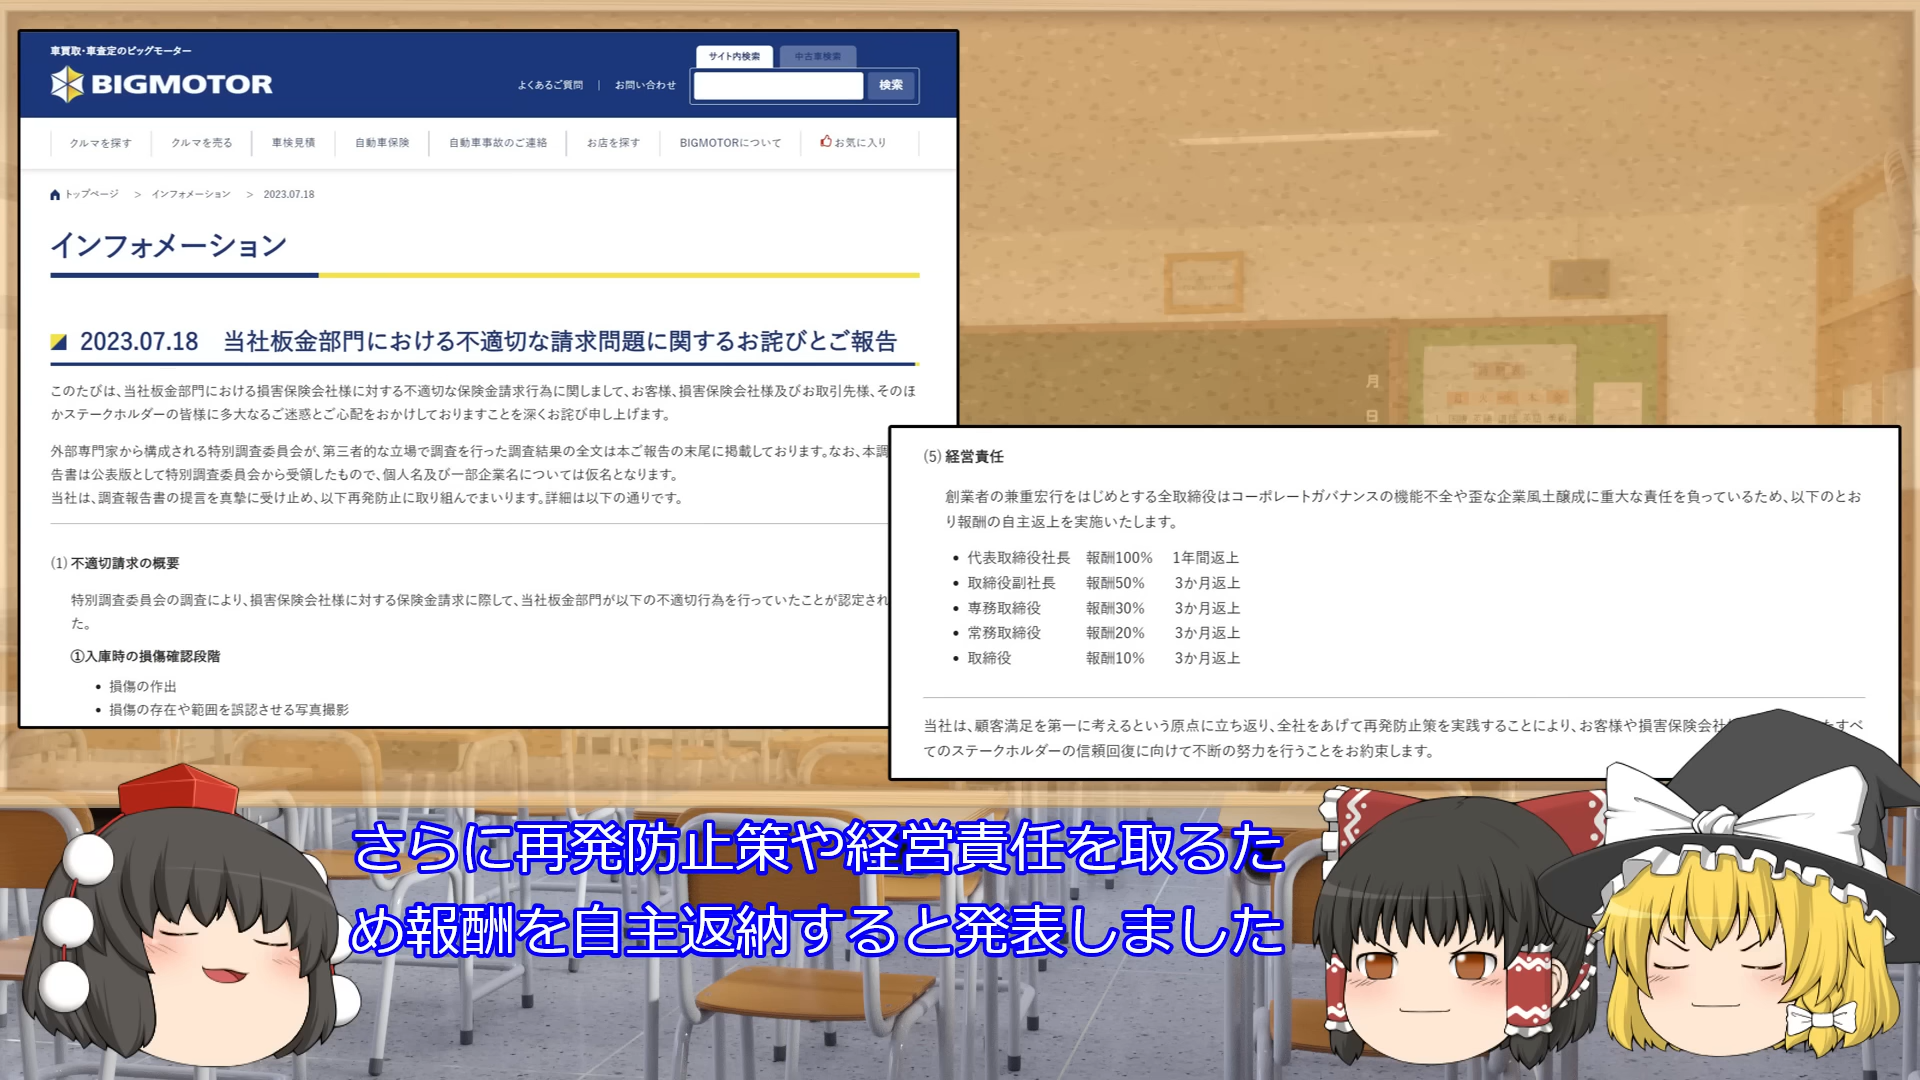 車買取・車査定のビッグモーター
BIGMOTOR
よくあるご質問 | お問い合わせ
サイト内検索 中古車検索
検索
クルマを探す クルマを売る 車検見積 自動車保険 自動車事故のご連絡 お店を探す BIGMOTORについて お気に入り
トップページ > インフォメーション > 2023.07.18
インフォメーション
2023.07.18 当社板金部門における不適切な請求問題に関するお詫びとご報告
このたびは、当社板金部門における損害保険会社様に対する不適切な保険金請求行為に関しまして、お客様、損害保険会社様及びお取引先様、そのほ
かステークホルダーの皆様に多大なるご迷惑とご心配をおかけしておりますことを深くお詫び申し上げます。
外部専門家から構成される特別調査委員会が、第三者的な立場で調査を行った調査結果の全文は本ご報告の末尾に掲載しております。なお、本調
告書は公表版として特別調査委員会から受領したもので、個人名及び一部企業名については仮名となります。
当社は、調査報告書の提言を真摯に受け止め、以下再発防止に取り組んでまいります。詳細は以下の通りです。
(1) 不適切請求の概要
特別調査委員会の調査により、損害保険会社様に対する保険金請求に際して、当社板金部門が以下の不適切行為を行っていたことが認定され
た。
①入庫時の損傷確認段階
• 損傷の作出
• 損傷の存在や範囲を誤認させる写真撮影
月
日
(5) 経営責任
創業者の兼重宏行をはじめとする全取締役はコーポレートガバナンスの機能不全や歪な企業風土醸成に重大な責任を負っているため、以下のとお
り報酬の自主返上を実施いたします。
• 代表取締役社長 報酬100% 1年間返上
• 取締役副社長 報酬50% 3か月返上
• 専務取締役 報酬30% 3か月返上
• 常務取締役 報酬20% 3か月返上
• 取締役 報酬10% 3か月返上
当社は、顧客満足を第一に考えるという原点に立ち返り、全社をあげて再発防止策を実践することにより、お客様や損害保険会社 たすべ
てのステークホルダーの信頼回復に向けて不断の努力を行うことをお約束します。
さらに再発防止策や経営責任を取るた
め報酬を自主返納すると発表しました